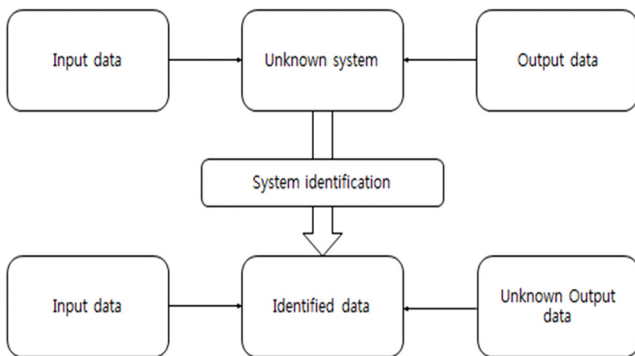 Input data
Unknown system
Output data
System identification
Input data
Identified data
Unknown Output
data